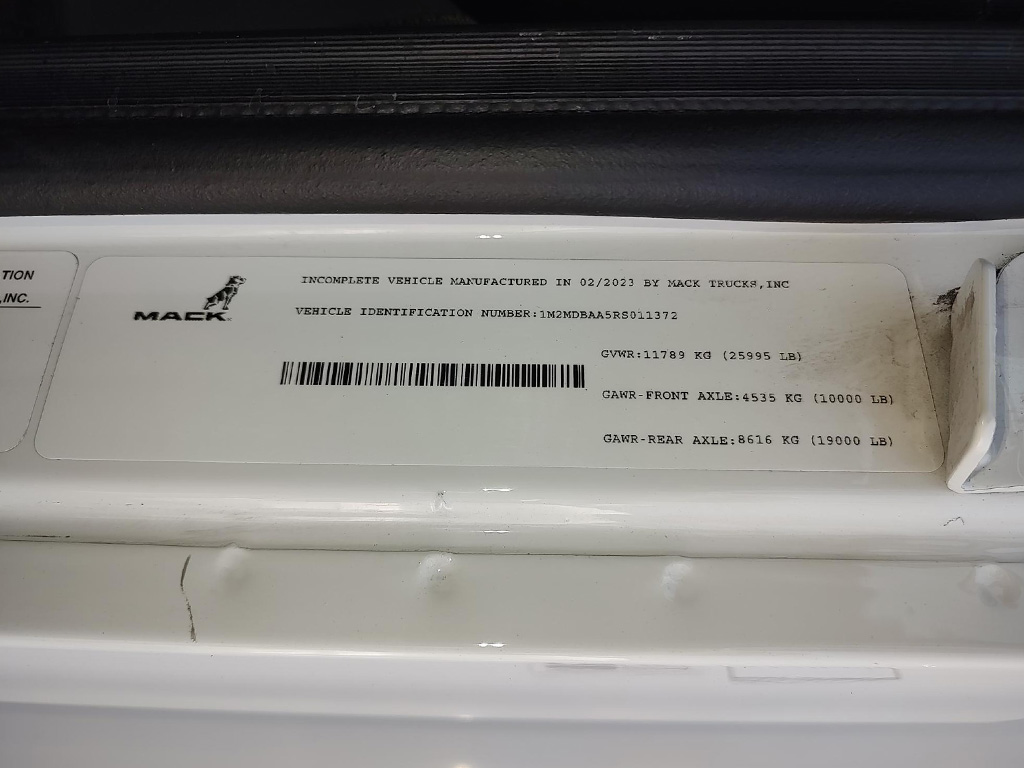 TION
,INC.
MACK
INCOMPLETE VEHICLE MANUFACTURED IN 02/2023 BY MACK TRUCKS,INC
VEHICLE IDENTIFICATION NUMBER:1M2MDBAA5RS011372
GVWR:11789 KG (25995 LB)
GAWR-FRONT AXLE:4535 KG (10000 LB)
GAWR-REAR AXLE:8616 KG (19000 LB)